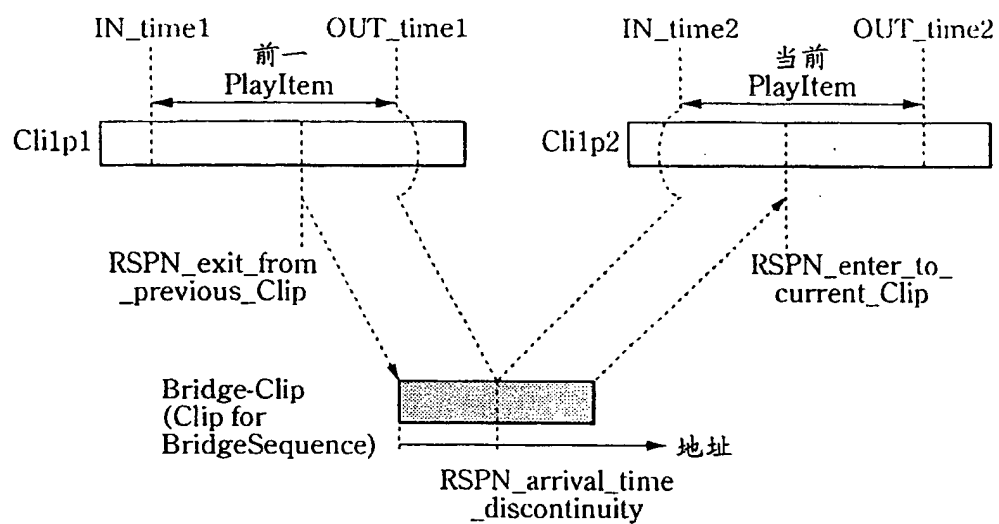 IN_time1
OUT_time1
IN_time2
OUT_time2
前一
PlayItem
当前
PlayItem
Cli1p1
Cli1p2
RSPN_exit_from
_previous_Clip
RSPN_enter_to_
current_Clip
Bridge-Clip
(Clip for
BridgeSequence)
地址
RSPN_arrival_time
_discontinuity